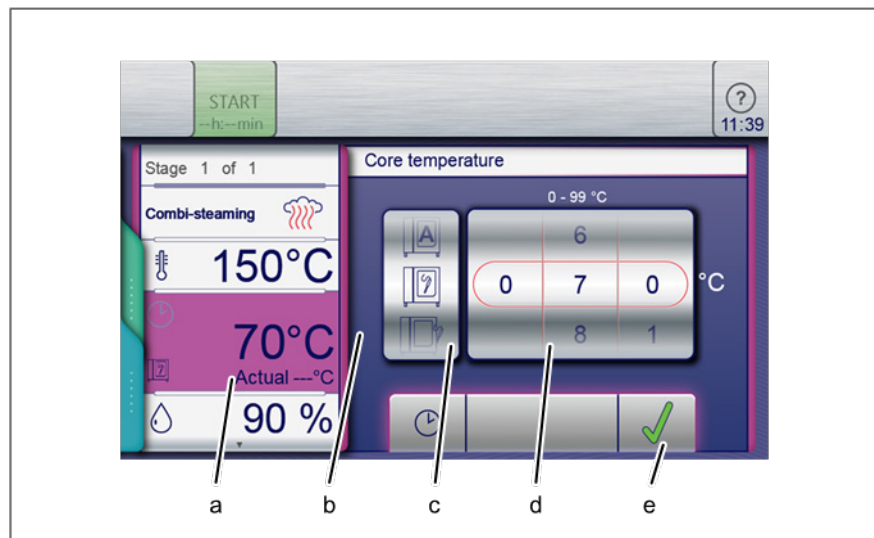 START
--h:--min
?
11:39
Stage 1 of 1
Core temperature
Combi-steaming
0 - 99 °C
A
6
150°C
0 7 0 °C
70°C
8 1
Actual ---°C
90 %
a b c d e